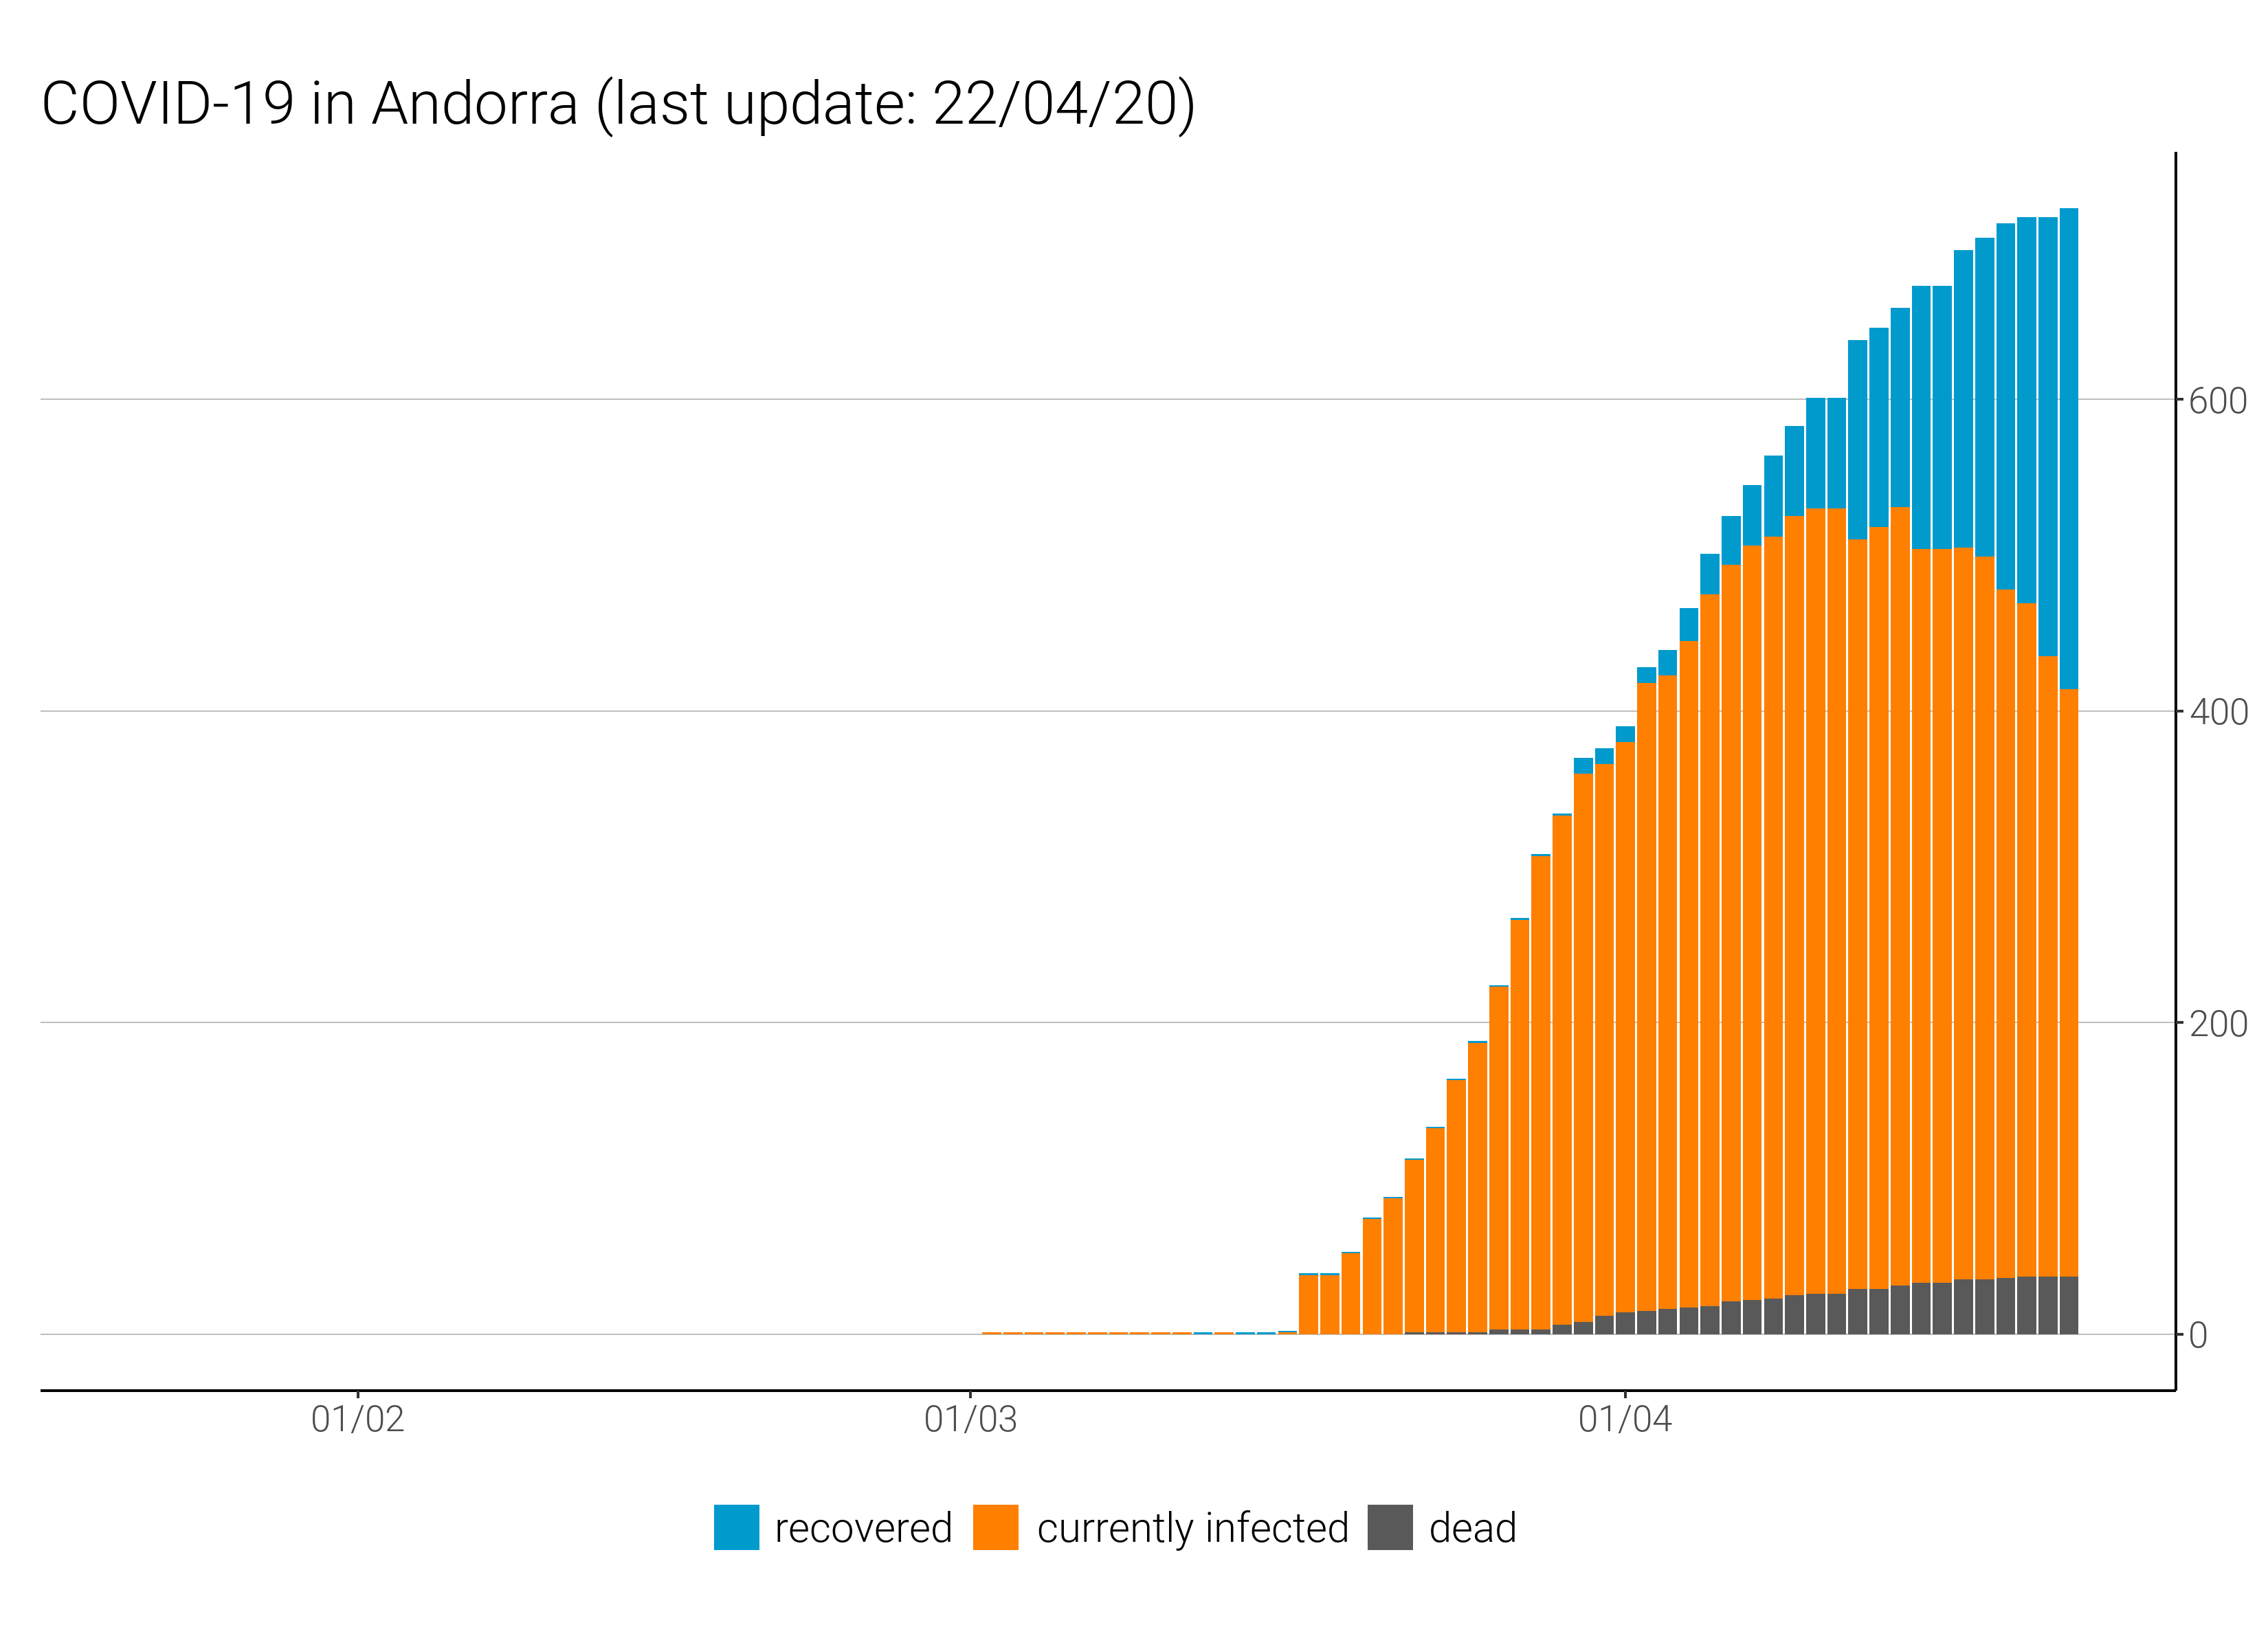 COVID-19 in Andorra (last update: 22/04/20)
600
400
200
0
01/02 01/03 01/04
recovered currently infected dead